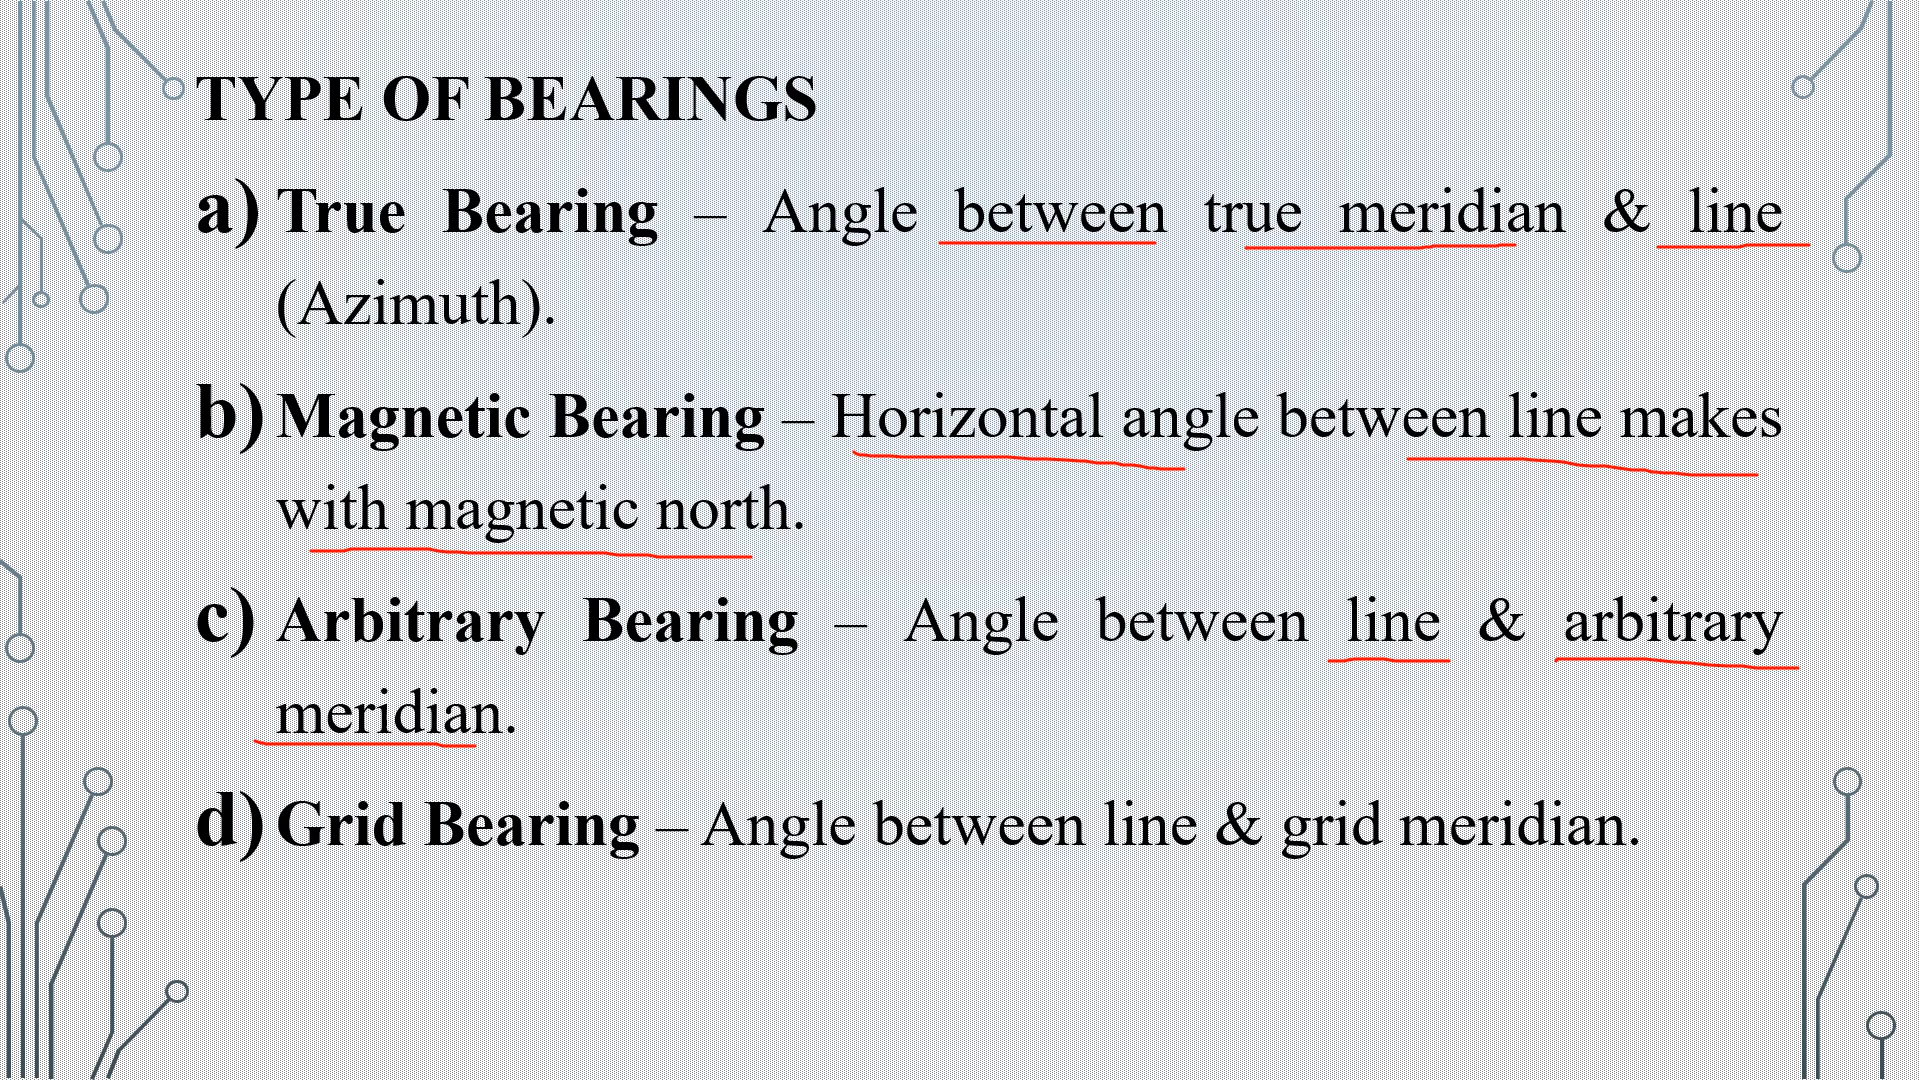 TYPE OF BEARINGS
a) True Bearing – Angle between true meridian & line
(Azimuth).
b) Magnetic Bearing – Horizontal angle between line makes
with magnetic north.
c) Arbitrary Bearing – Angle between line & arbitrary
meridian.
d) Grid Bearing – Angle between line & grid meridian.